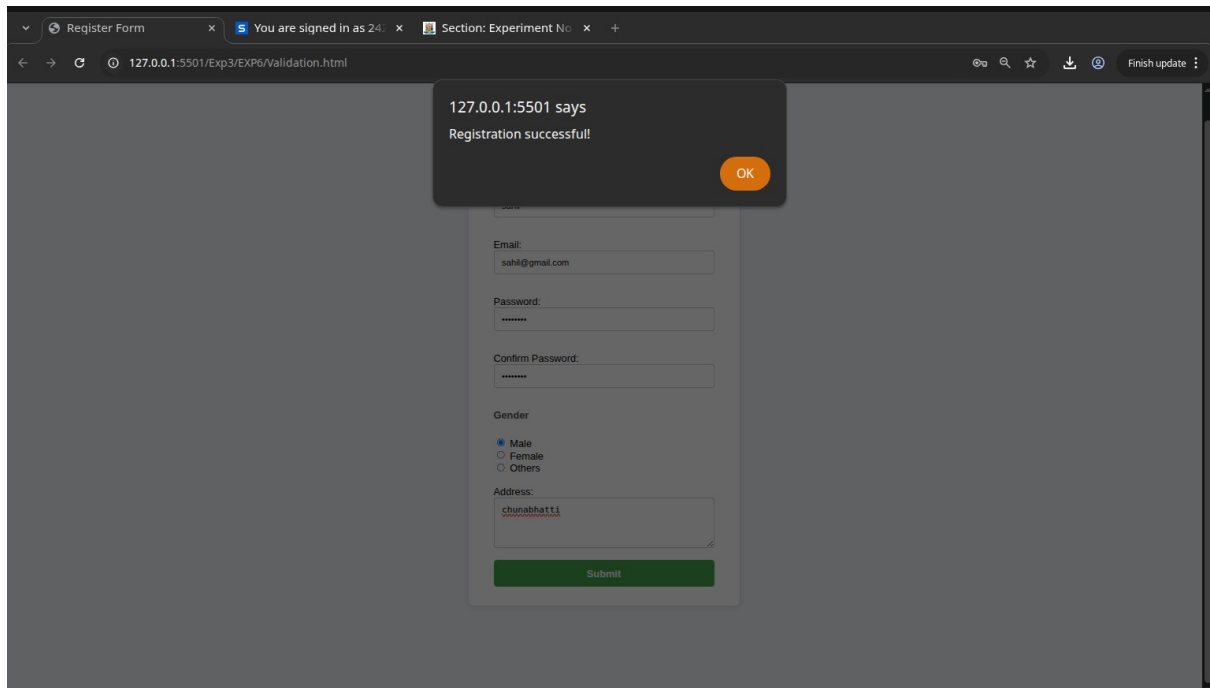 Register Form
You are signed in as 242
Section: Experiment No
127.0.0.1:5501/Exp3/EXP6/Validation.html
Finish update
127.0.0.1:5501 says
Registration successful!
OK
Email:
sahil@gmail.com
Password:
••••••••
Confirm Password:
••••••••
Gender
Male
Female
Others
Address:
chunabhatti
Submit